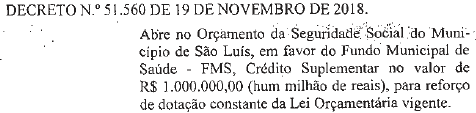 DECRETO N.º 51.560 DE 19 DE NOVEMBRO DE 2018.
Abre no Orçamento da Seguridade Social do Muni-
cípio de São Luís, em favor do Fundo Municipal de
Saúde - FMS, Crédito Suplementar no valor de
R$ 1.000.000,00 (hum milhão de reais), para reforço
de dotação constante da Lei Orçamentária vigente.